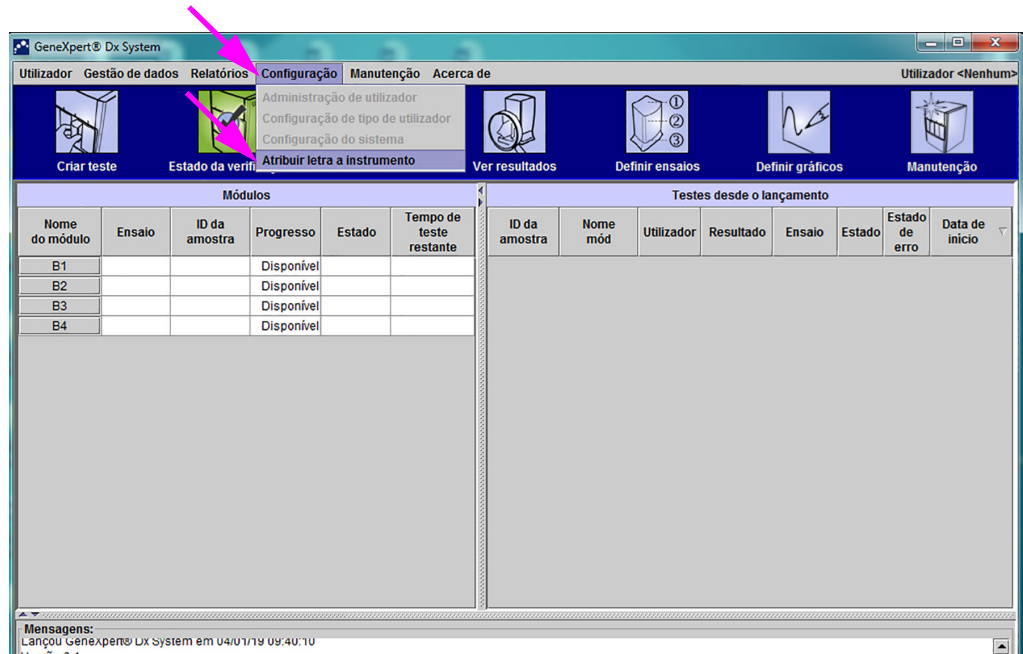 GeneXpert® Dx System
Utilizador Gestão de dados Relatórios Configuração Manutenção Acerca de Utilizador <Nenhum>
Administração de utilizador
Configuração de tipo de utilizador
Configuração do sistema
Atribuir letra a instrumento
Criar teste Estado da Ver resultados Definir ensaios Definir gráficos Manutenção
①
②
③
Módulos
Nome do módulo Ensaio ID da amostra Progresso Estado Tempo de teste restante
B1 Disponível
B2 Disponível
B3 Disponível
B4 Disponível
Testes desde o lançamento
ID da amostra Nome mód Utilizador Resultado Ensaio Estado Estado de erro Data de início
Mensagens:
Lançou GeneXpert® Dx System em 04/01/19 09:40:10